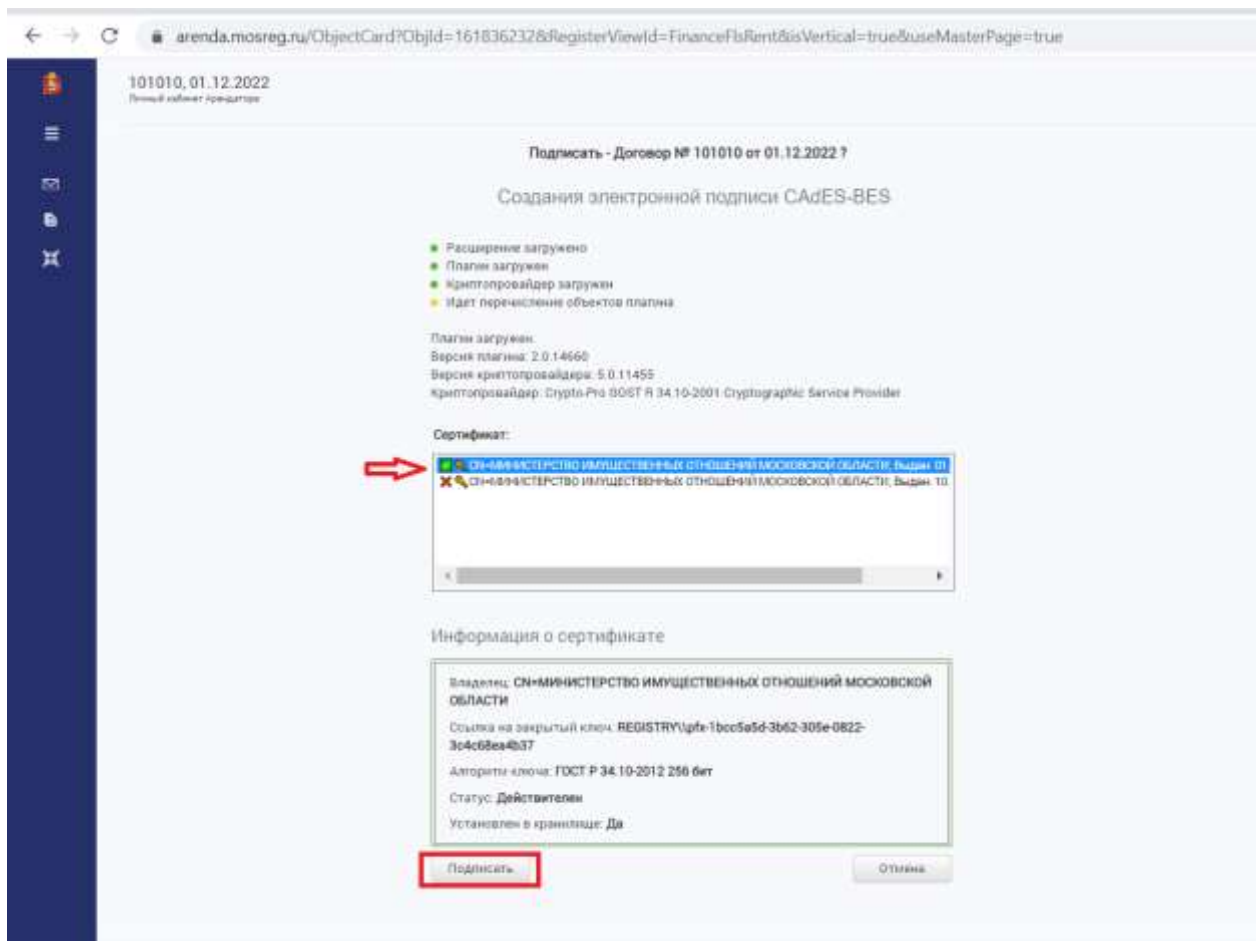 arenda.mosreg.ru/ObjectCard?ObjId=161836232&RegisterViewId=FinanceFlsRent&isVertical=true&useMasterPage=true
101010, 01.12.2022
Личный кабинет Арендатора
Подписать - Договор № 101010 от 01.12.2022 ?
Создания электронной подписи CAdES-BES
Расширение загружено
Плагин загружен
Криптопровайдер загружен
Идет перечисление объектов плагина
Плагин загружен.
Версия плагина: 2.0.14660
Версия криптопровайдера: 5.0.11455
Криптопровайдер: Crypto-Pro GOST R 34.10-2001 Cryptographic Service Provider
Сертификат:
CN=МИНИСТЕРСТВО ИМУЩЕСТВЕННЫХ ОТНОШЕНИЙ МОСКОВСКОЙ ОБЛАСТИ; Выдан: 01
CN=МИНИСТЕРСТВО ИМУЩЕСТВЕННЫХ ОТНОШЕНИЙ МОСКОВСКОЙ ОБЛАСТИ; Выдан: 10.
Информация о сертификате
Владелец: CN=МИНИСТЕРСТВО ИМУЩЕСТВЕННЫХ ОТНОШЕНИЙ МОСКОВСКОЙ
ОБЛАСТИ
Ссылка на закрытый ключ: REGISTRY\\pfx-1bcc5a5d-3b62-305e-0822-
3c4c68ea4b37
Алгоритм ключа: ГОСТ Р 34.10-2012 256 бит
Статус: Действителен
Установлен в хранилище: Да
Подписать
Отмена